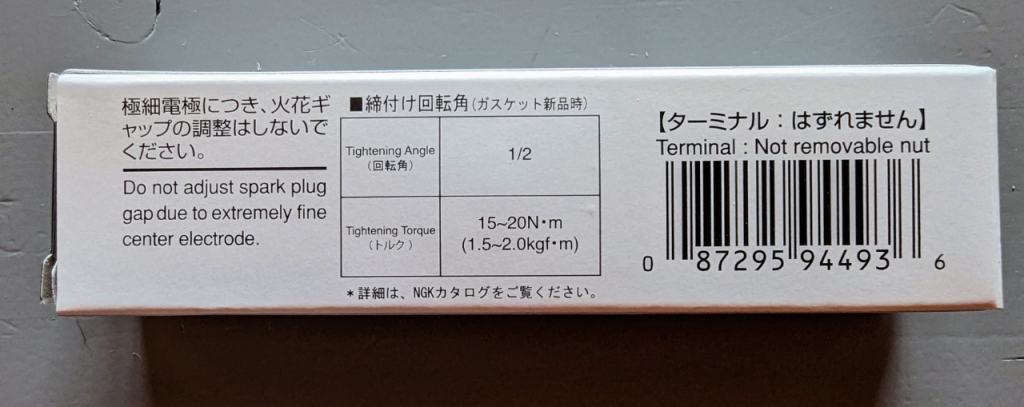 極細電極につき、火花ギ
ャップの調整はしないで
ください。
Do not adjust spark plug
gap due to extremely fine
center electrode.
■締付け回転角(ガスケット新品時)
Tightening Angle
(回転角)
1/2
Tightening Torque
(トルク)
15~20N・m
(1.5~2.0kgf・m)
*詳細は、NGKカタログをご覧ください。
【ターミナル:はずれません】
Terminal : Not removable nut
0 87295 94493 6